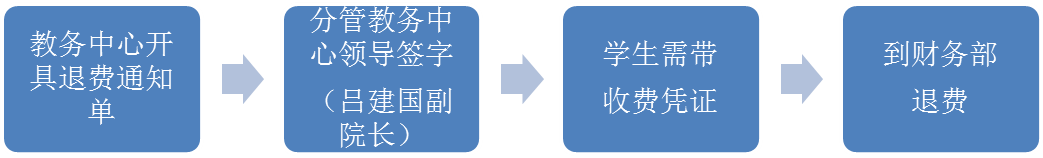 教务中心开
具退费通知
单
分管教务中
心领导签字
（吕建国副
院长）
学生需带
收费凭证
到财务部
退费